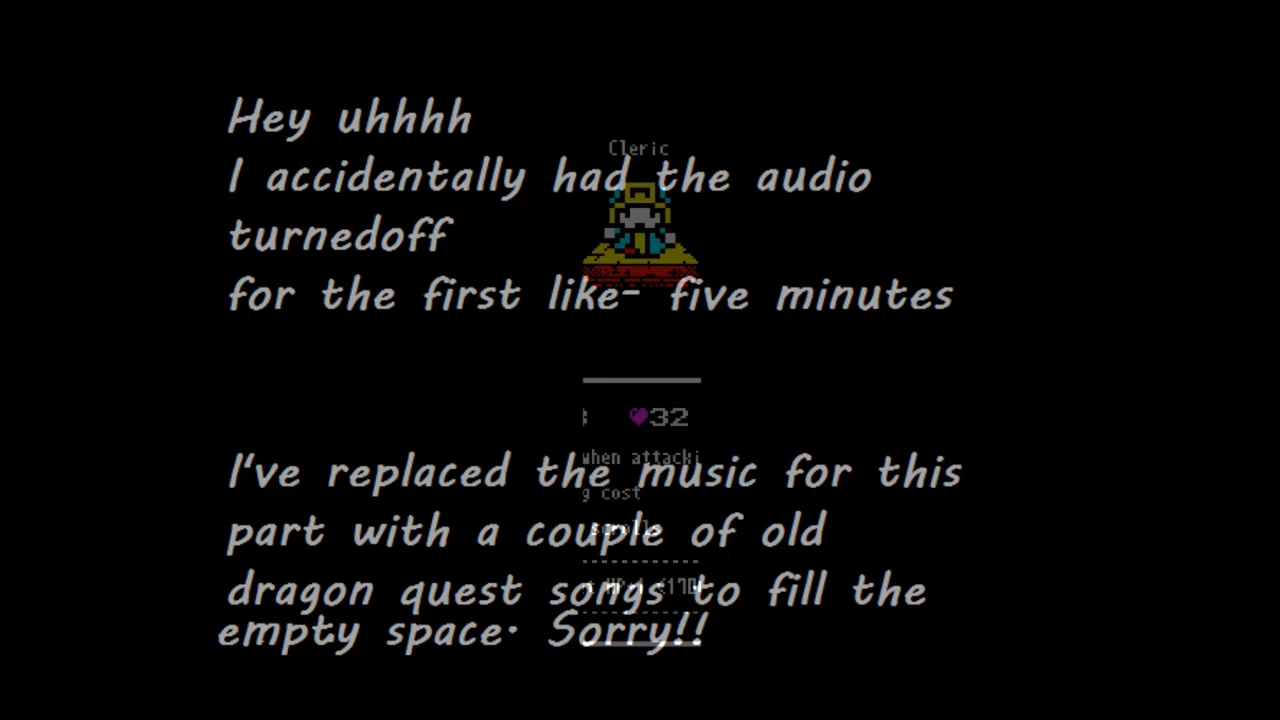 Hey uhhhh
Cleric
I accidentally had the audio
turnedoff
for the first like- five minutes
32
when attacki
I've replaced the music for this
g cost
part with a couple of old
scrolls
dragon quest songs to fill the
empty space. Sorry!!